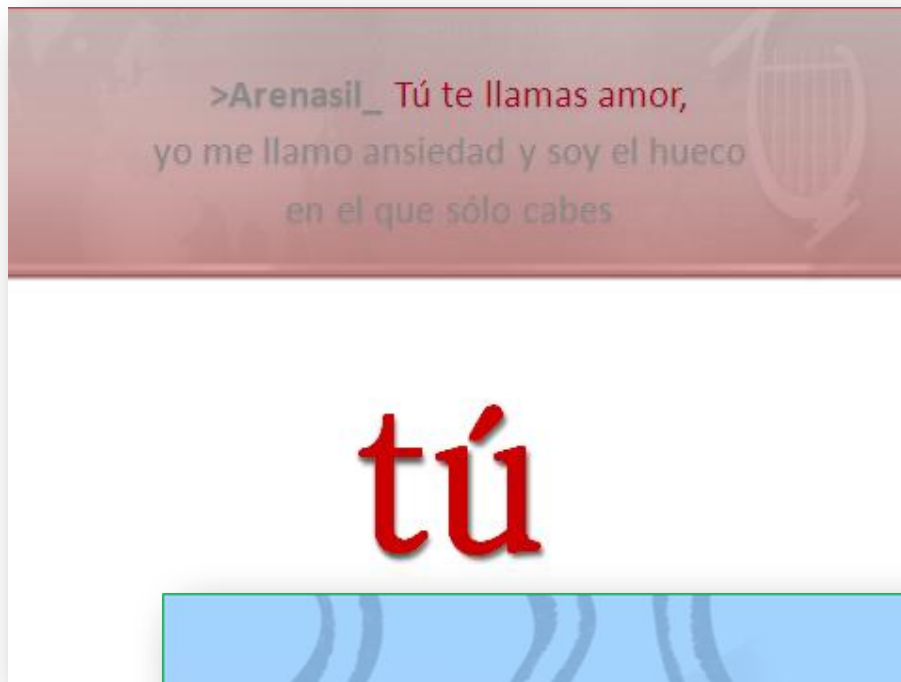 >Arenasil_ Tú te llamas amor,
yo me llamo ansiedad y soy el hueco
en el que sólo cabes
tú